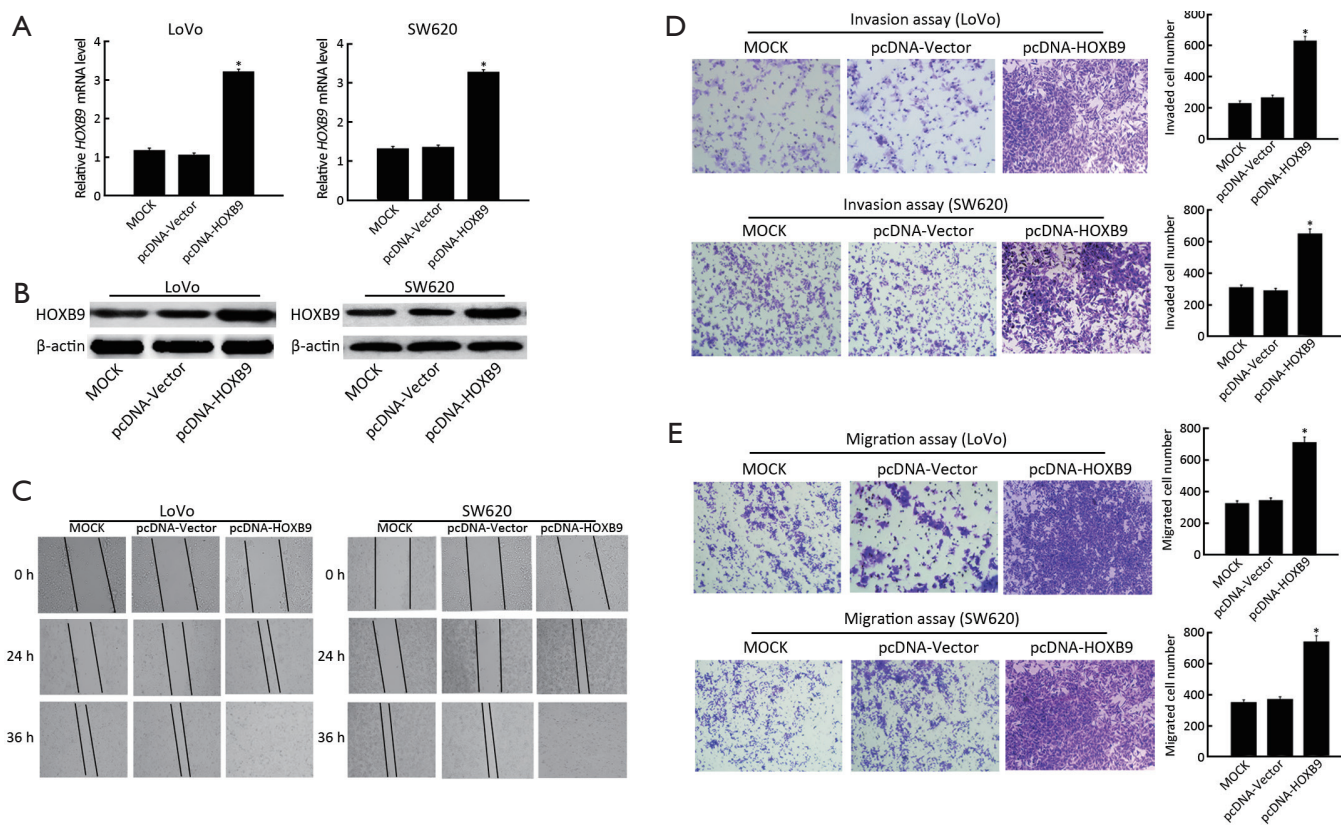 A
LoVo
Relative HOXB9 mRNA level
4
3
2
1
0
*
MOCK
pcDNA-Vector
pcDNA-HOXB9
SW620
Relative HOXB9 mRNA level
4
3
2
1
0
*
MOCK
pcDNA-Vector
pcDNA-HOXB9
B
LoVo
HOXB9
β-actin
MOCK
pcDNA-Vector
pcDNA-HOXB9
SW620
HOXB9
β-actin
MOCK
pcDNA-Vector
pcDNA-HOXB9
C
LoVo
MOCK pcDNA-Vector pcDNA-HOXB9
0 h
24 h
36 h
SW620
MOCK pcDNA-Vector pcDNA-HOXB9
0 h
24 h
36 h
D
Invasion assay (LoVo)
MOCK pcDNA-Vector pcDNA-HOXB9
Invaded cell number
800
600
400
200
0
*
MOCK
pcDNA-Vector
pcDNA-HOXB9
Invasion assay (SW620)
MOCK pcDNA-Vector pcDNA-HOXB9
Invaded cell number
800
600
400
200
0
*
MOCK
pcDNA-Vector
pcDNA-HOXB9
E
Migration assay (LoVo)
MOCK pcDNA-Vector pcDNA-HOXB9
Migrated cell number
800
600
400
200
0
*
MOCK
pcDNA-Vector
pcDNA-HOXB9
Migration assay (SW620)
MOCK pcDNA-Vector pcDNA-HOXB9
Migrated cell number
800
600
400
200
0
*
MOCK
pcDNA-Vector
pcDNA-HOXB9